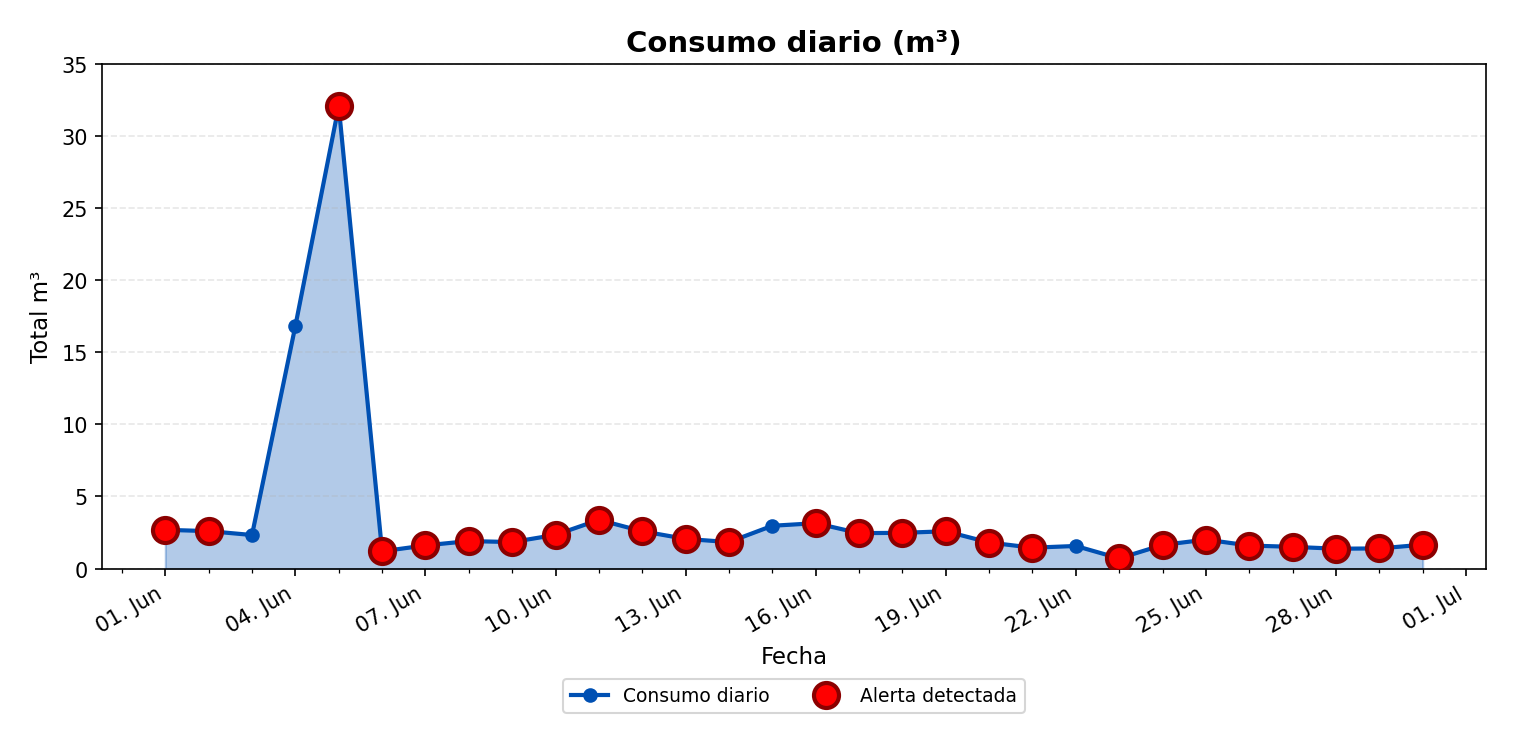 Consumo diario (m³)
Total m³
35
30
25
20
15
10
5
0
01. Jun
04. Jun
07. Jun
10. Jun
13. Jun
16. Jun
19. Jun
22. Jun
25. Jun
28. Jun
01. Jul
Fecha
Consumo diario
Alerta detectada